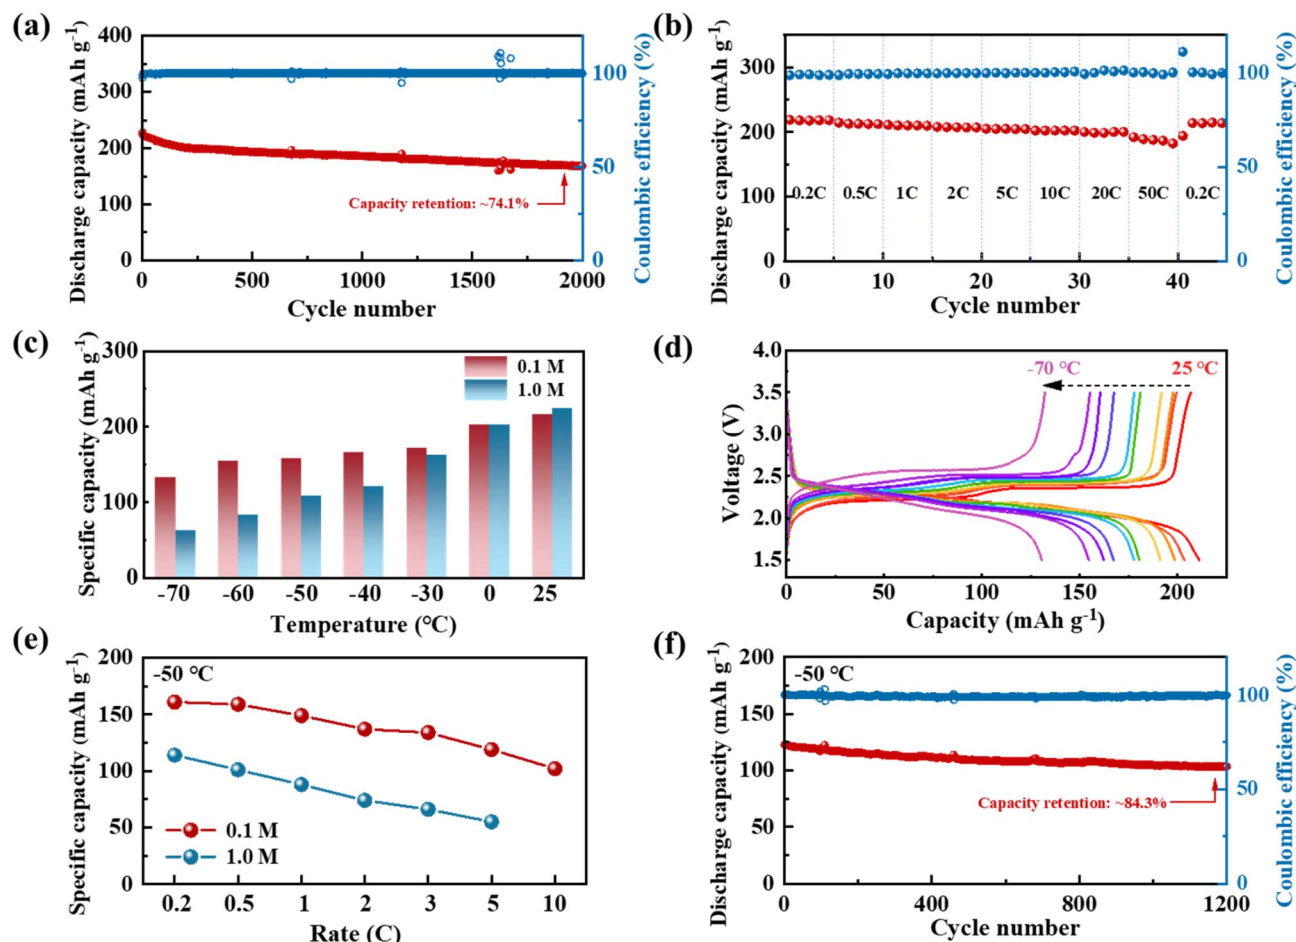 (a)
400
350
300
250
200
150
100
50
0
Discharge capacity (mAh g-1)
100
50
0
Coulombic efficiency (%)
Capacity retention: ~74.1%
0 500 1000 1500 2000
Cycle number
(b)
300
200
100
0
Discharge capacity (mAh g-1)
100
50
0
Coulombic efficiency (%)
0.2C 0.5C 1C 2C 5C 10C 20C 50C 0.2C
0 10 20 30 40
Cycle number
(c)
300
200
100
0
Specific capacity (mAh g-1)
0.1 M
1.0 M
-70 -60 -50 -40 -30 0 25
Temperature (°C)
(d)
4.0
3.5
3.0
2.5
2.0
1.5
Voltage (V)
-70 °C 25 °C
0 50 100 150 200
Capacity (mAh g-1)
(e)
200
150
100
50
0
Specific capacity (mAh g-1)
-50 °C
0.1 M
1.0 M
0.2 0.5 1 2 3 5 10
Rate (C)
(f)
200
150
100
50
0
Discharge capacity (mAh g-1)
-50 °C
100
50
0
Coulombic efficiency (%)
Capacity retention: ~84.3%
0 400 800 1200
Cycle number